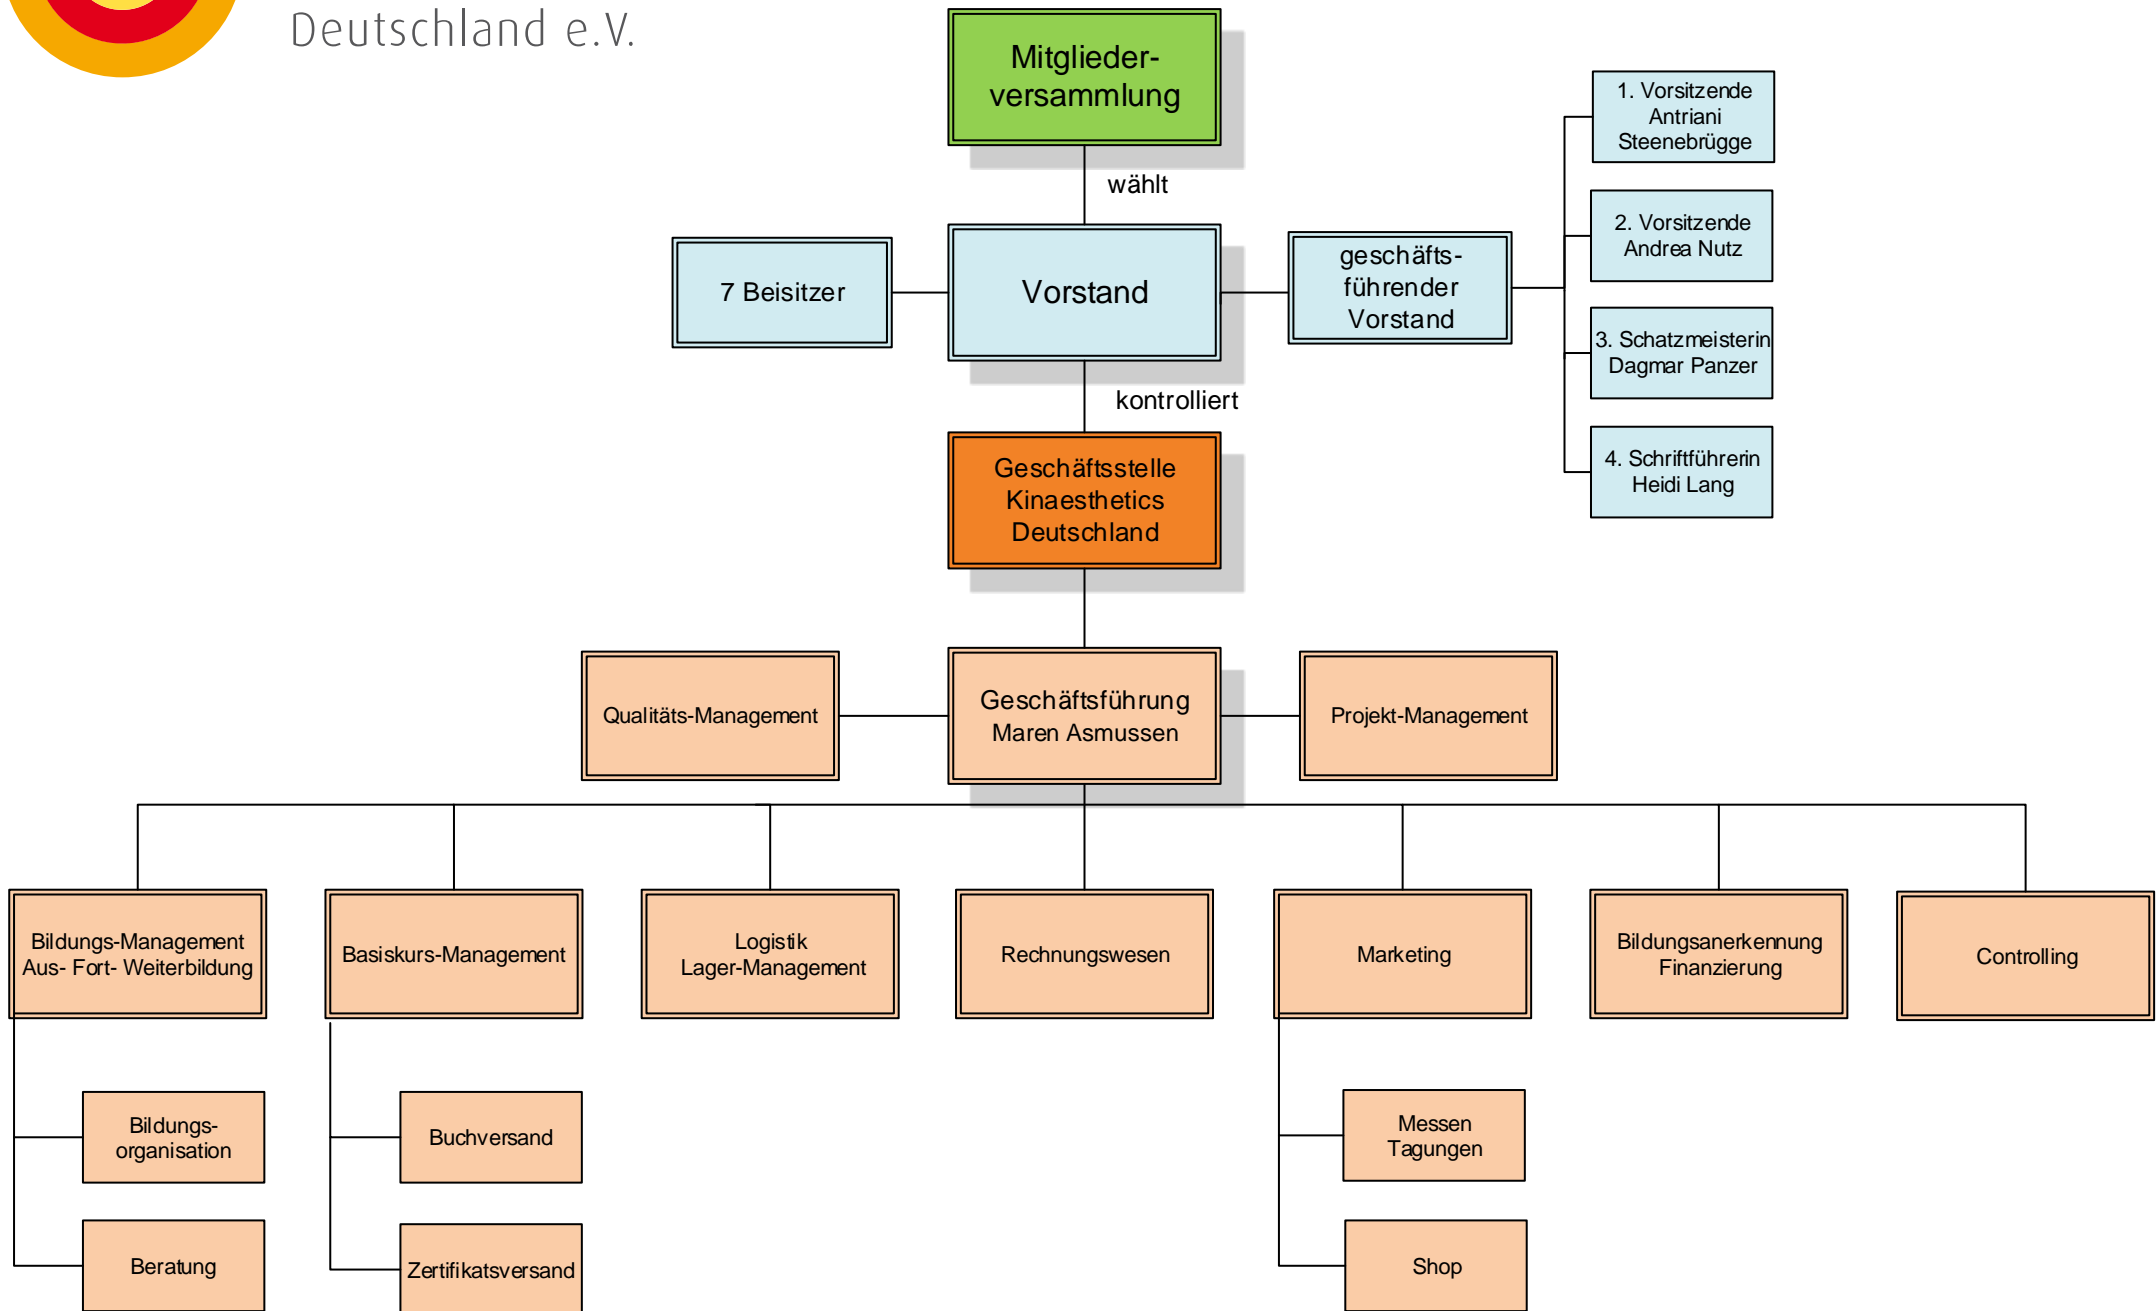 Deutschland e.V.
Mitglieder-
versammlung
wählt
1. Vorsitzende
Antriani
Steenebrügge
2. Vorsitzende
Andrea Nutz
3. Schatzmeisterin
Dagmar Panzer
4. Schriftführerin
Heidi Lang
7 Beisitzer
Vorstand
geschäfts-
führender
Vorstand
kontrolliert
Geschäftsstelle
Kinaesthetics
Deutschland
Qualitäts-Management
Geschäftsführung
Maren Asmussen
Projekt-Management
Bildungs-Management
Aus- Fort- Weiterbildung
Basiskurs-Management
Logistik
Lager-Management
Rechnungswesen
Marketing
Bildungsanerkennung
Finanzierung
Controlling
Bildungs-
organisation
Buchversand
Messen
Tagungen
Beratung
Zertifikatsversand
Shop